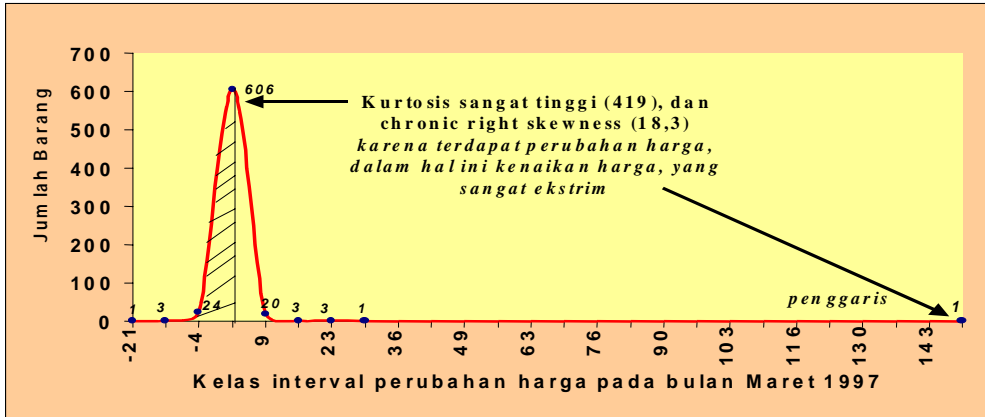 700
600
500
400
300
200
100
0
Jumlah Barang
606
Kurtosis sangat tinggi (419), dan
chronic right skewness (18,3)
karena terdapat perubahan harga,
dalam hal ini kenaikan harga, yang
sangat ekstrim
penggaris
1 3 24 20 3 3 1 1
-21 -4 9 23 36 49 63 76 90 103 116 130 143
Kelas interval perubahan harga pada bulan Maret 1997